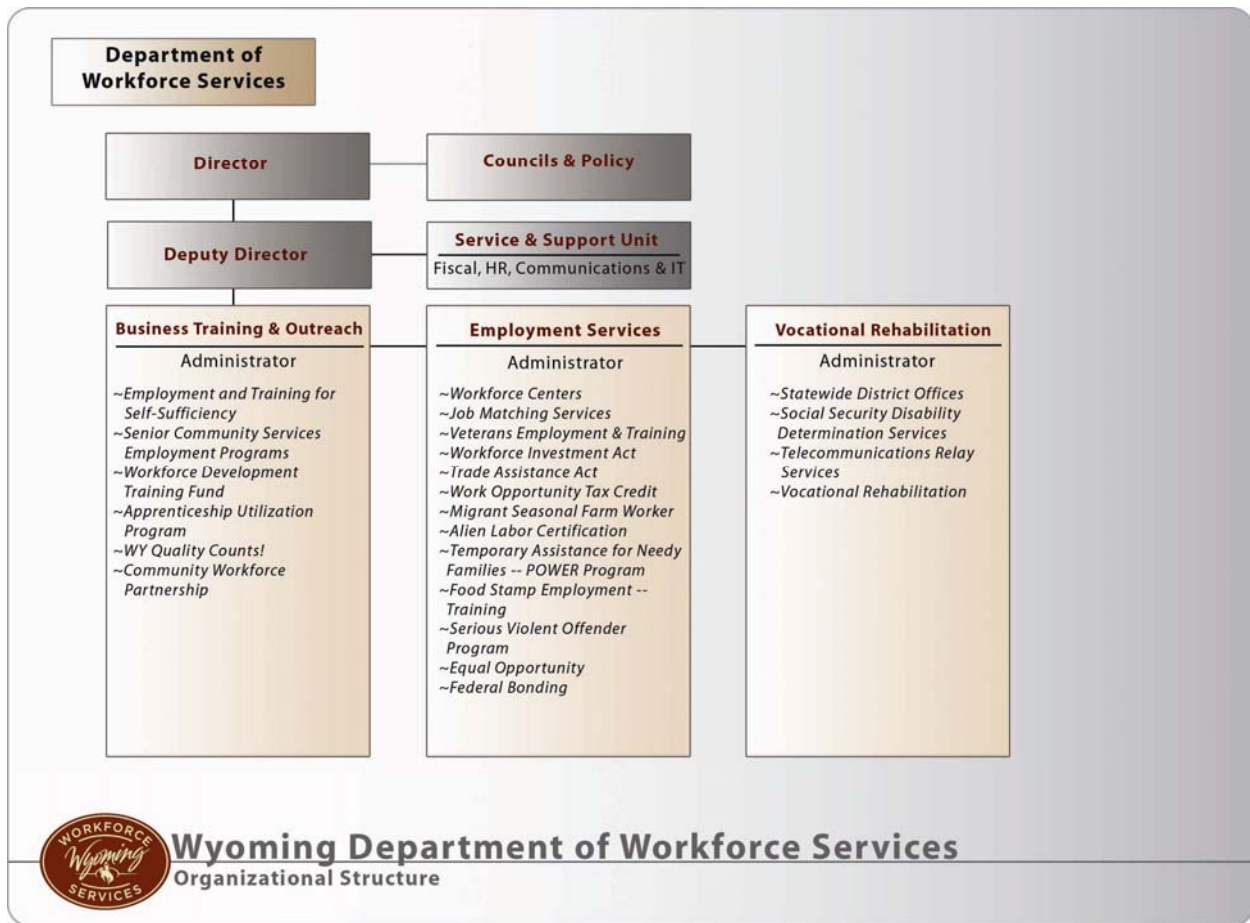 Department of
Workforce Services
Director
Councils & Policy
Deputy Director
Service & Support Unit
Fiscal, HR, Communications & IT
Business Training & Outreach
Administrator
~Employment and Training for
Self-Sufficiency
~Senior Community Services
Employment Programs
~Workforce Development
Training Fund
~Apprenticeship Utilization
Program
~WY Quality Counts!
~Community Workforce
Partnership
Employment Services
Administrator
~Workforce Centers
~Job Matching Services
~Veterans Employment & Training
~Workforce Investment Act
~Trade Assistance Act
~Work Opportunity Tax Credit
~Migrant Seasonal Farm Worker
~Alien Labor Certification
~Temporary Assistance for Needy
Families -- POWER Program
~Food Stamp Employment --
Training
~Serious Violent Offender
Program
~Equal Opportunity
~Federal Bonding
Vocational Rehabilitation
Administrator
~Statewide District Offices
~Social Security Disability
Determination Services
~Telecommunications Relay
Services
~Vocational Rehabilitation
WORKFORCE
Wyoming
SERVICES
Wyoming Department of Workforce Services
Organizational Structure